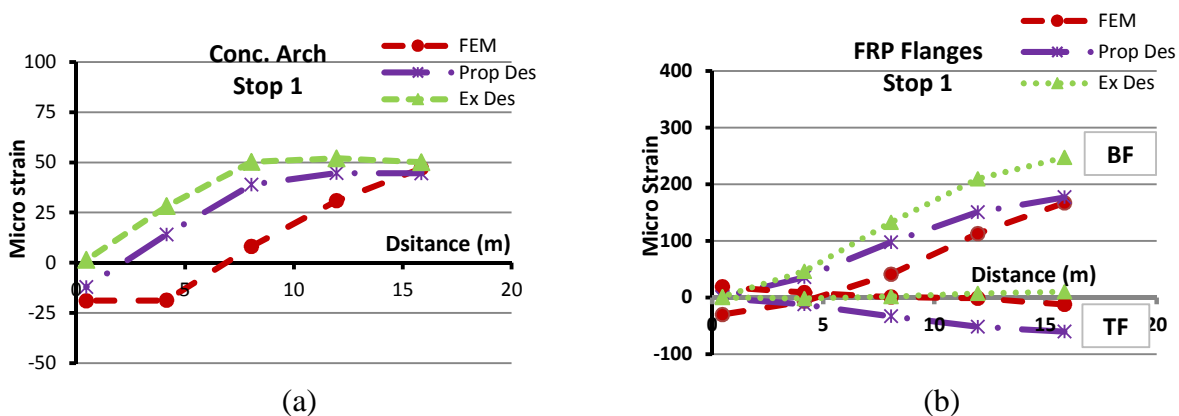 Conc. Arch
Stop 1
FEM
Prop Des
Ex Des
Micro strain
100
75
50
25
0
-25
-50
0
5
10
15
20
Dsitance (m)
(a)
FRP Flanges
Stop 1
FEM
Prop Des
Ex Des
Micro Strain
400
300
200
100
0
-100
0
5
10
15
20
Distance (m)
BF
TF
(b)